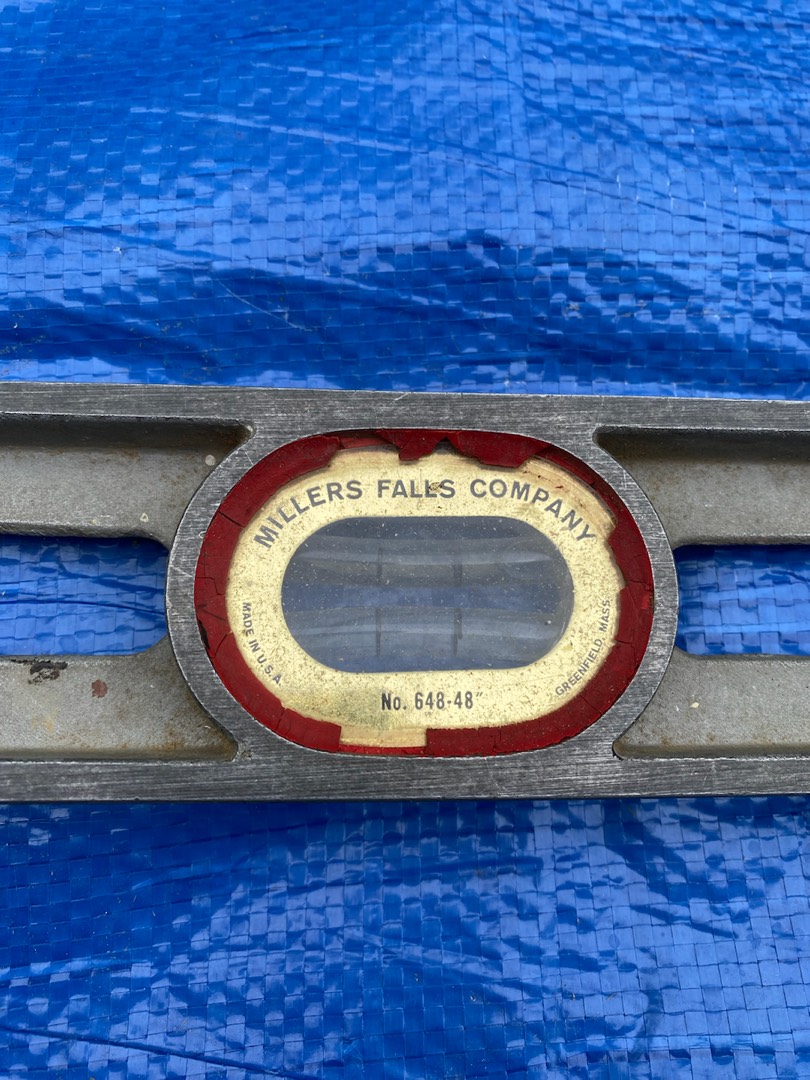 MILLERS FALLS COMPANY
MADE IN U.S.A.
GREENFIELD, MASS.
No. 648-48"